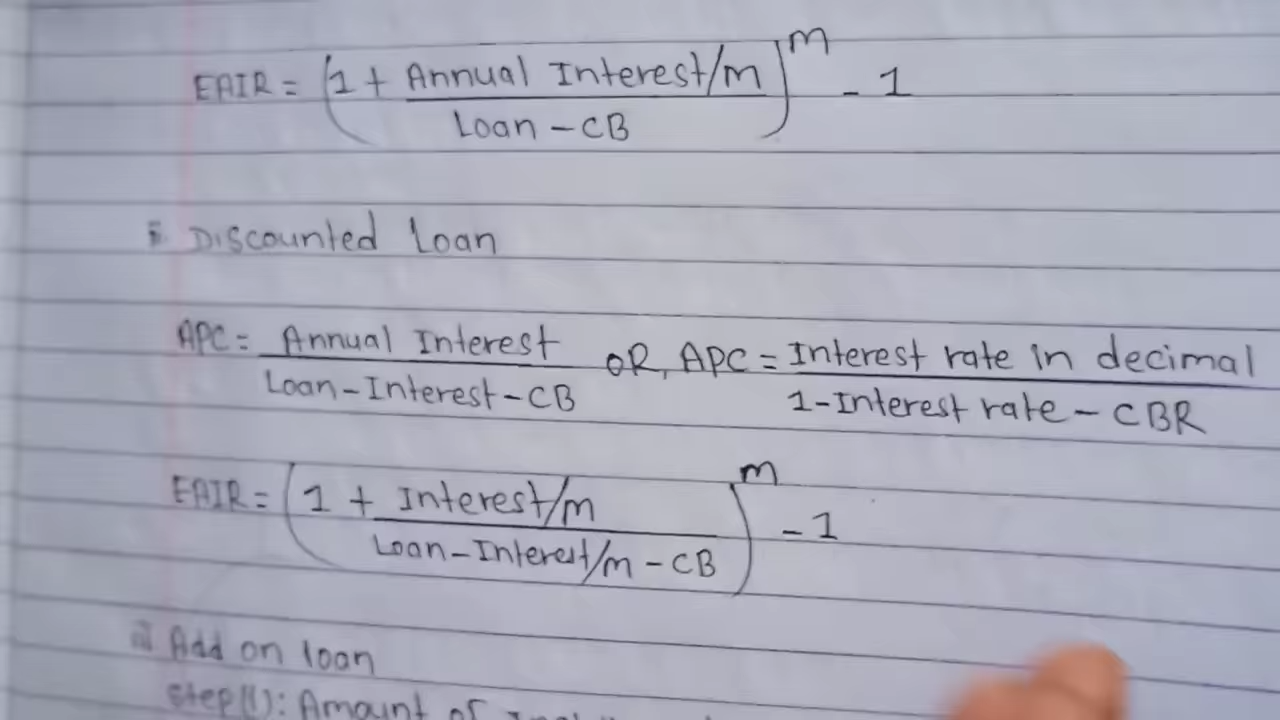 EAIR = (1 + Annual Interest/m / Loan - CB)^m - 1
ii. Discounted Loan
APC = Annual Interest / Loan - Interest - CB OR, APC = Interest rate in decimal / 1 - Interest rate - CBR
EAIR = (1 + Interest/m / Loan - Interest/m - CB)^m - 1
Add on loan
Step(1): Amount of